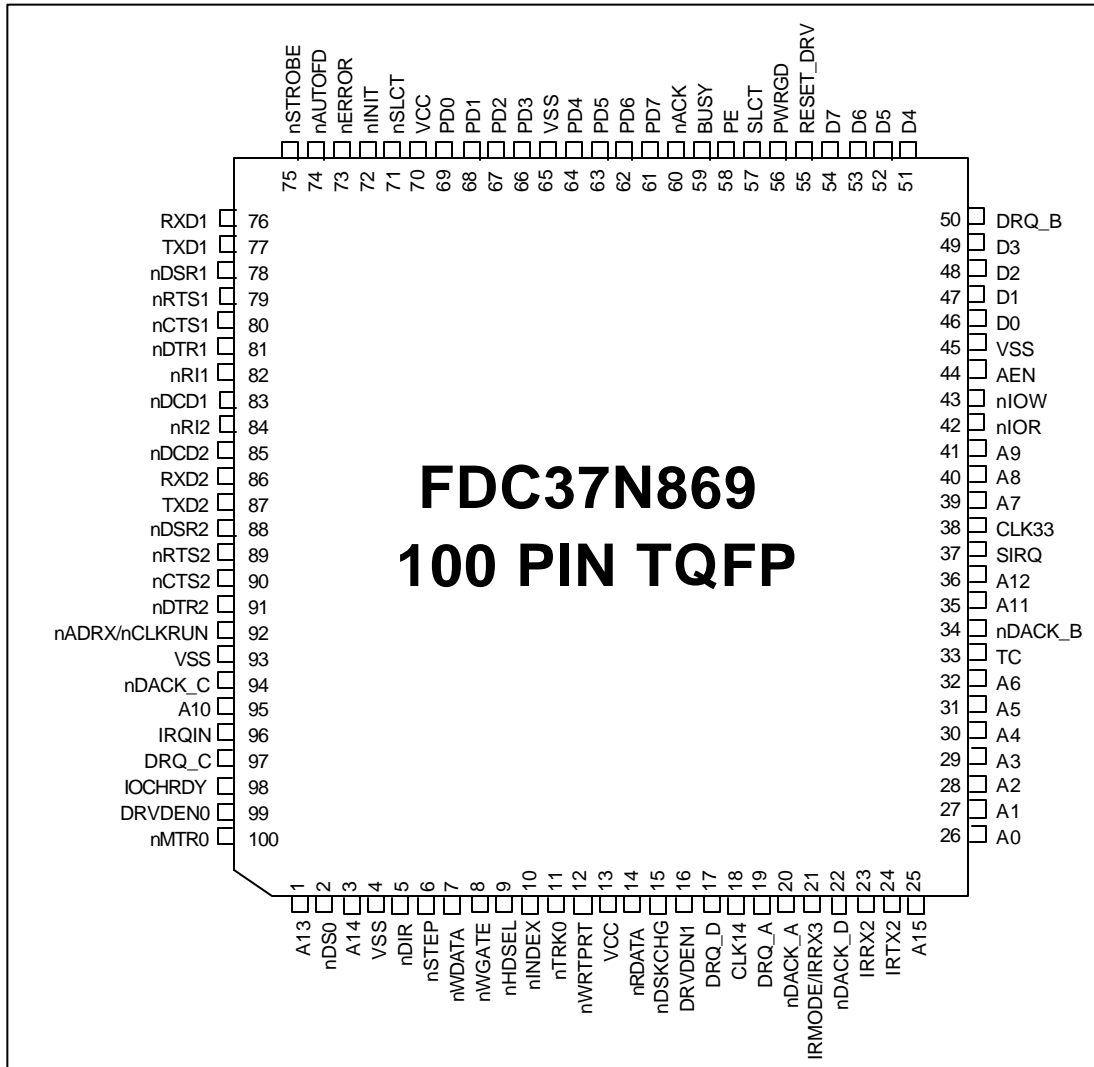 nSTROBE
nAUTOFD
nERROR
nINIT
nSLCT
VCC
PD0
PD1
PD2
PD3
VSS
PD4
PD5
PD6
PD7
nACK
BUSY
PE
SLCT
PWRGD
RESET_DRV
D7
D6
D5
D4
75
74
73
72
71
70
69
68
67
66
65
64
63
62
61
60
59
58
57
56
55
54
53
52
51
RXD1 76
TXD1 77
nDSR1 78
nRTS1 79
nCTS1 80
nDTR1 81
nRI1 82
nDCD1 83
nRI2 84
nDCD2 85
RXD2 86
TXD2 87
nDSR2 88
nRTS2 89
nCTS2 90
nDTR2 91
nADRX/nCLKRUN 92
VSS 93
nDACK_C 94
A10 95
IRQIN 96
DRQ_C 97
IOCHRDY 98
DRVDEN0 99
nMTR0 100
FDC37N869
100 PIN TQFP
50 DRQ_B
49 D3
48 D2
47 D1
46 D0
45 VSS
44 AEN
43 nIOW
42 nIOR
41 A9
40 A8
39 A7
38 CLK33
37 SIRQ
36 A12
35 A11
34 nDACK_B
33 TC
32 A6
31 A5
30 A4
29 A3
28 A2
27 A1
26 A0
1
2
3
4
5
6
7
8
9
10
11
12
13
14
15
16
17
18
19
20
21
22
23
24
25
A13
nDS0
A14
VSS
nDIR
nSTEP
nWDATA
nWGATE
nHDSEL
nINDEX
nTRK0
nWRTPRT
VCC
nRDATA
nDSKCHG
DRVDEN1
DRQ_D
CLK14
DRQ_A
nDACK_A
IRMODE/IRRX3
nDACK_D
IRRX2
IRTX2
A15